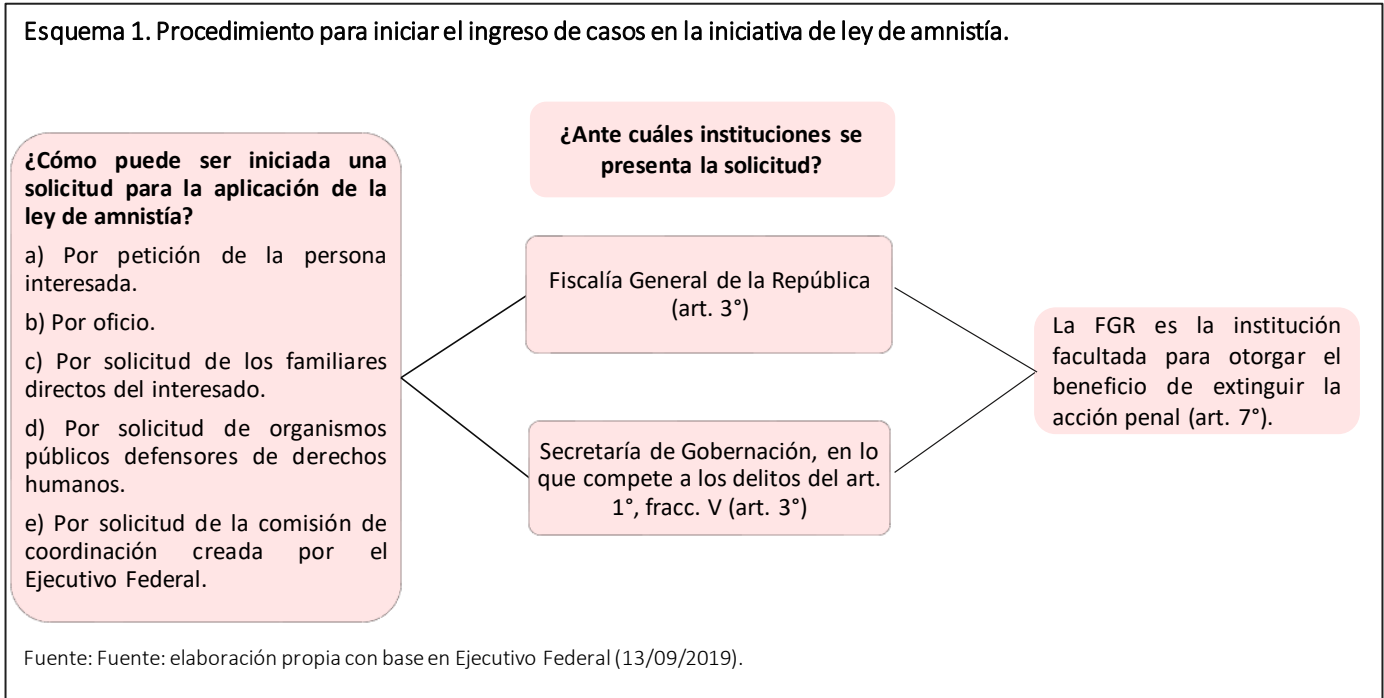 Esquema 1. Procedimiento para iniciar el ingreso de casos en la iniciativa de ley de amnistía.
¿Cómo puede ser iniciada una
solicitud para la aplicación de la
ley de amnistía?
a) Por petición de la persona
interesada.
b) Por oficio.
c) Por solicitud de los familiares
directos del interesado.
d) Por solicitud de organismos
públicos defensores de derechos
humanos.
e) Por solicitud de la comisión de
coordinación creada por el
Ejecutivo Federal.
¿Ante cuáles instituciones se
presenta la solicitud?
Fiscalía General de la República
(art. 3°)
Secretaría de Gobernación, en lo
que compete a los delitos del art.
1°, fracc. V (art. 3°)
La FGR es la institución
facultada para otorgar el
beneficio de extinguir la
acción penal (art. 7°).
Fuente: Fuente: elaboración propia con base en Ejecutivo Federal (13/09/2019).